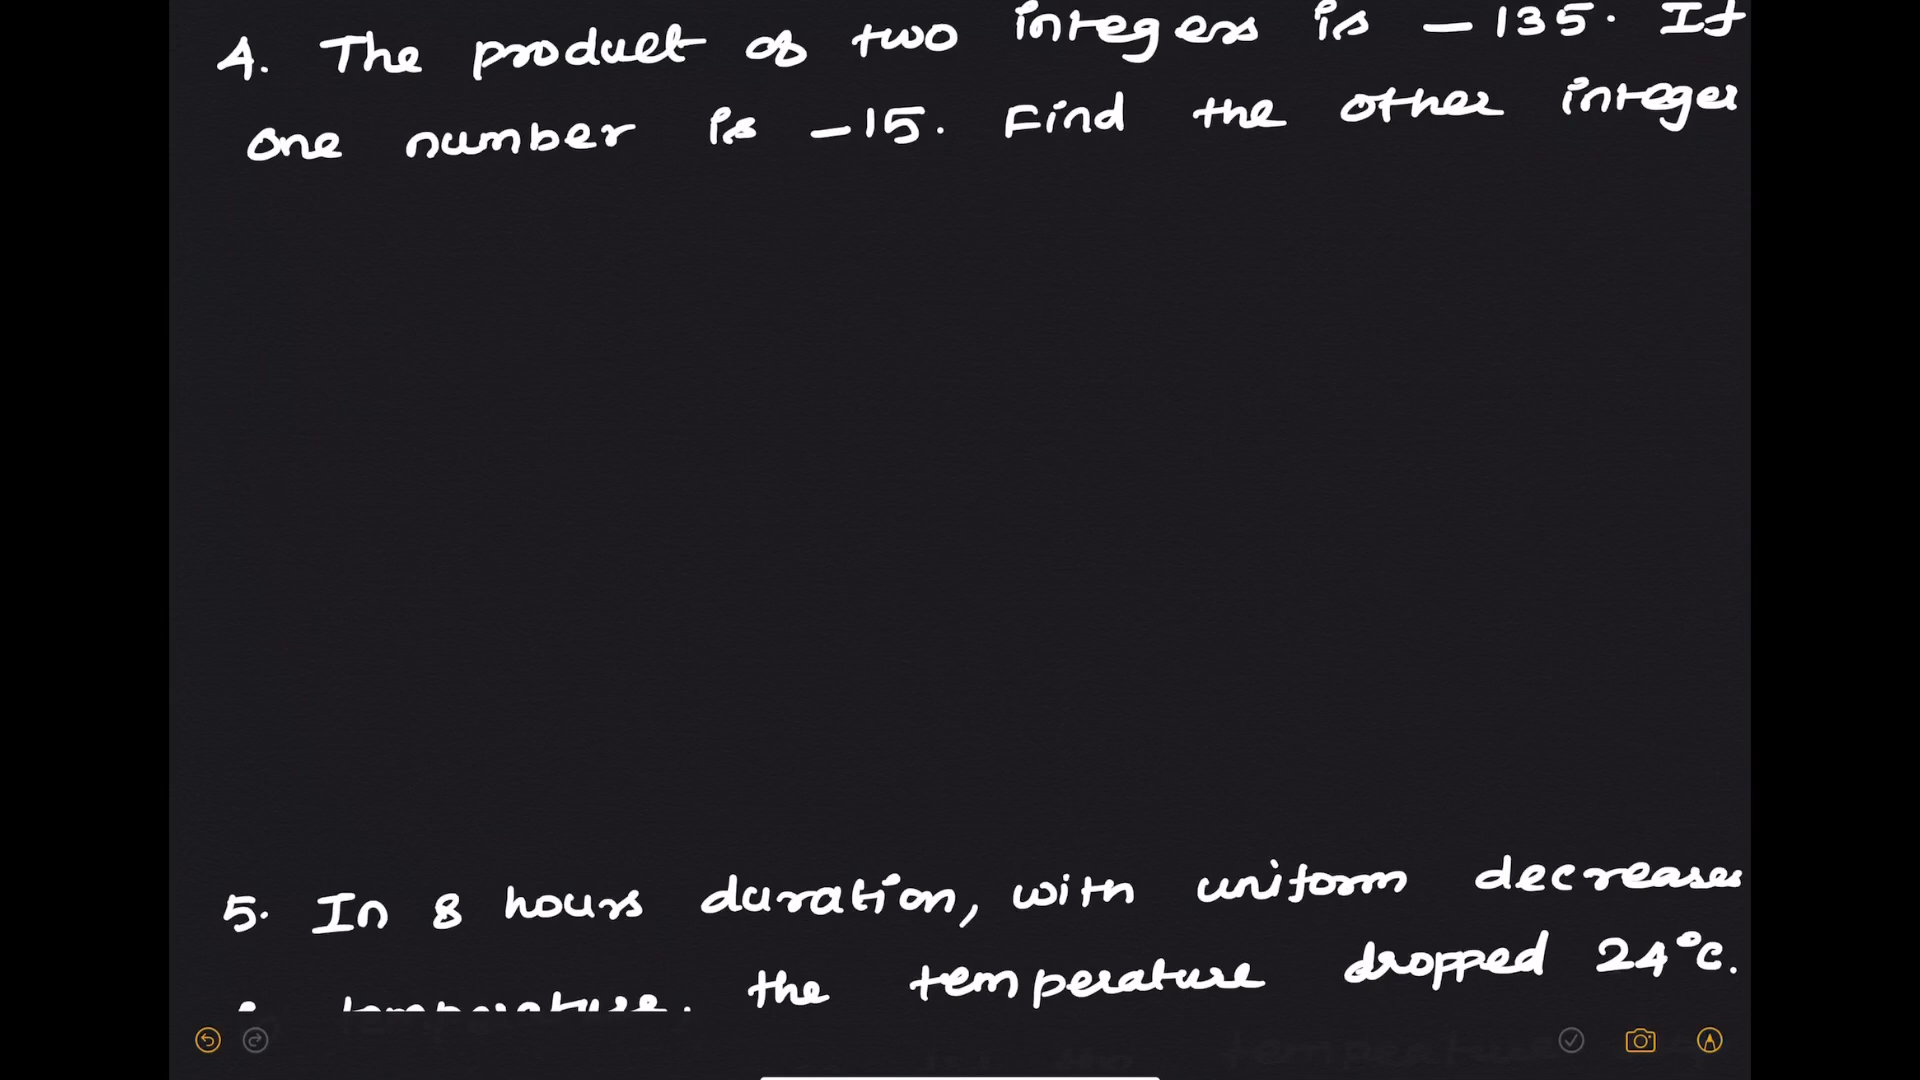 4. The product of two integers is -135. If
one number is -15. Find the other integer
5. In 8 hours duration, with uniform decrease
temperature. the temperature dropped 24°c.